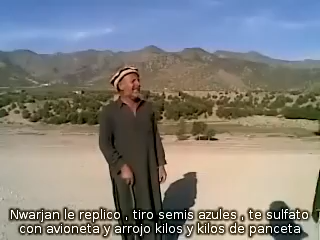 Nwarjan le replico , tiro semis azules , te sulfato
con avioneta y arrojo kilos y kilos de panceta